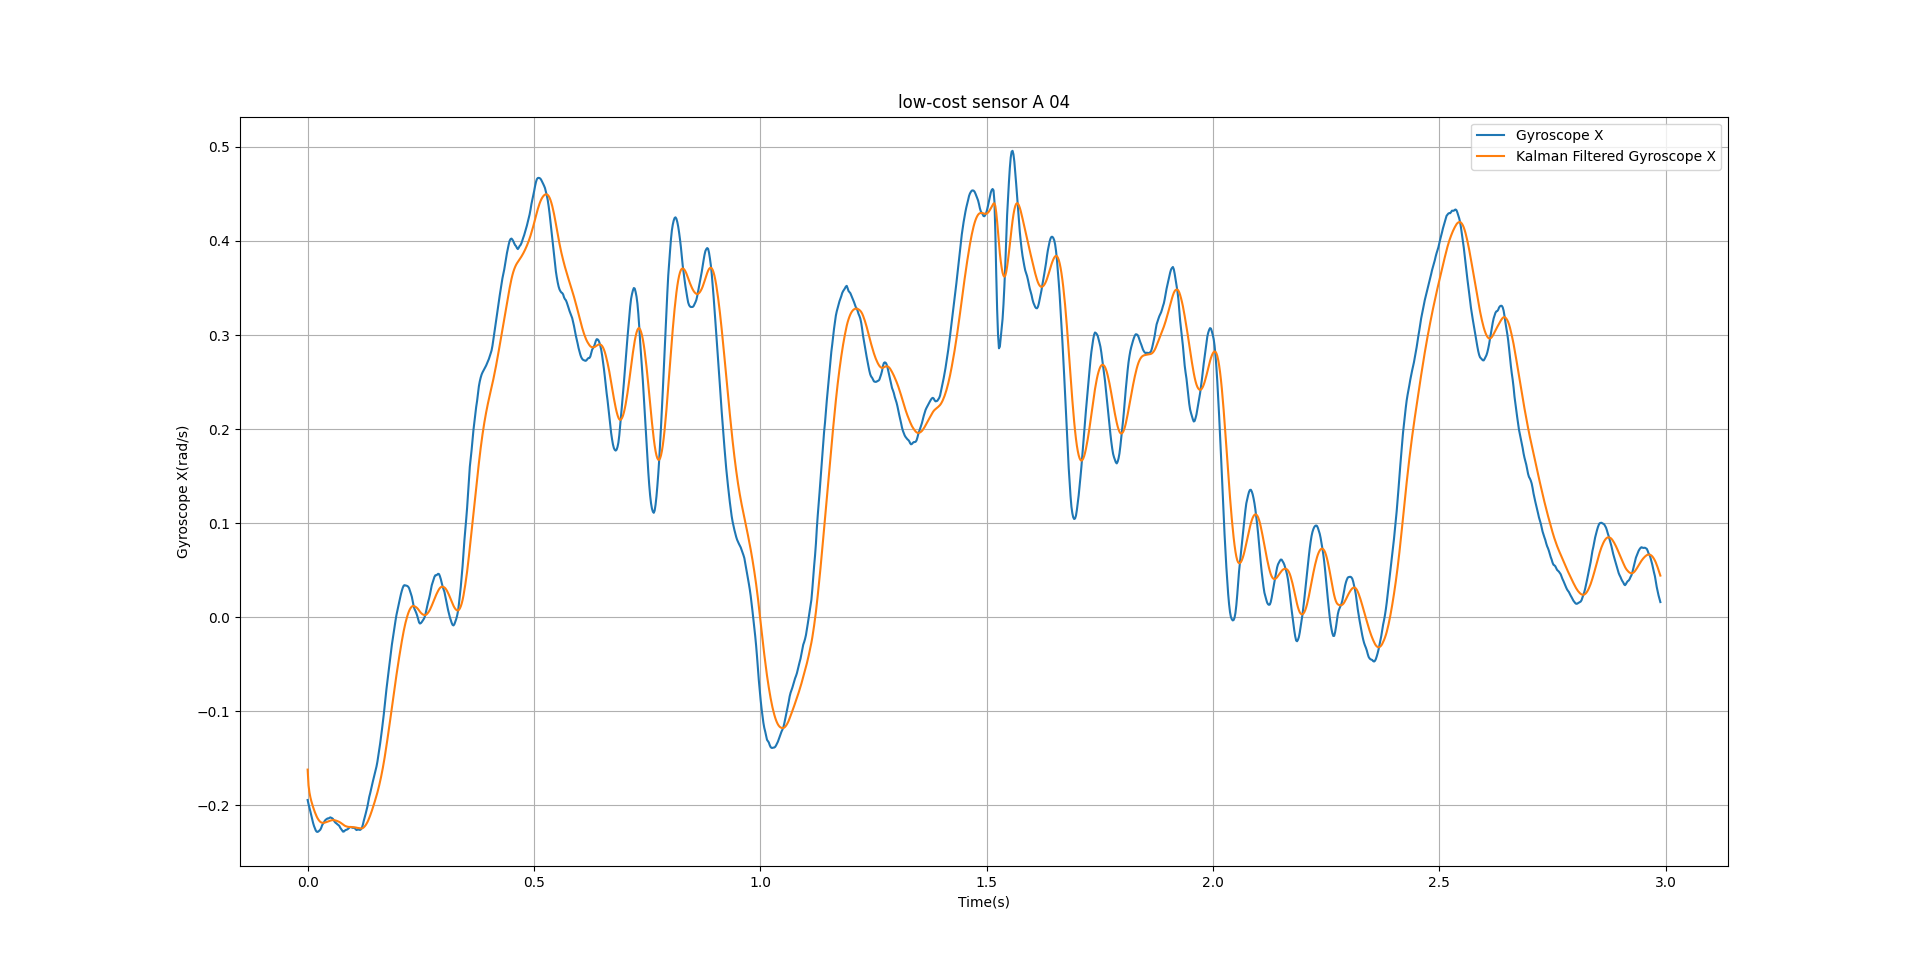 low-cost sensor A 04
Gyroscope X
Kalman Filtered Gyroscope X
Gyroscope X(rad/s)
0.5
0.4
0.3
0.2
0.1
0.0
−0.1
−0.2
0.0 0.5 1.0 1.5 2.0 2.5 3.0
Time(s)